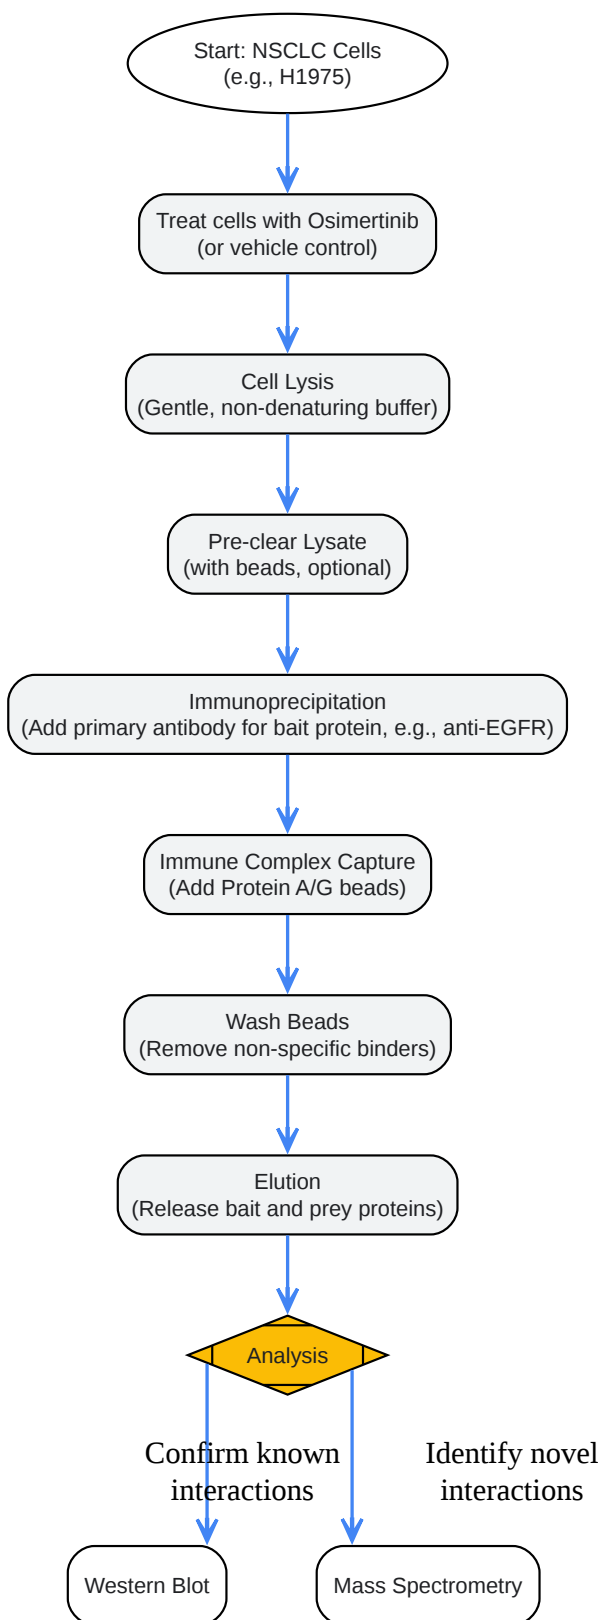 Start: NSCLC Cells
(e.g., H1975)
Treat cells with Osimertinib
(or vehicle control)
Cell Lysis
(Gentle, non-denaturing buffer)
Pre-clear Lysate
(with beads, optional)
Immunoprecipitation
(Add primary antibody for bait protein, e.g., anti-EGFR)
Immune Complex Capture
(Add Protein A/G beads)
Wash Beads
(Remove non-specific binders)
Elution
(Release bait and prey proteins)
Analysis
Confirm known
interactions
Identify novel
interactions
Western Blot
Mass Spectrometry